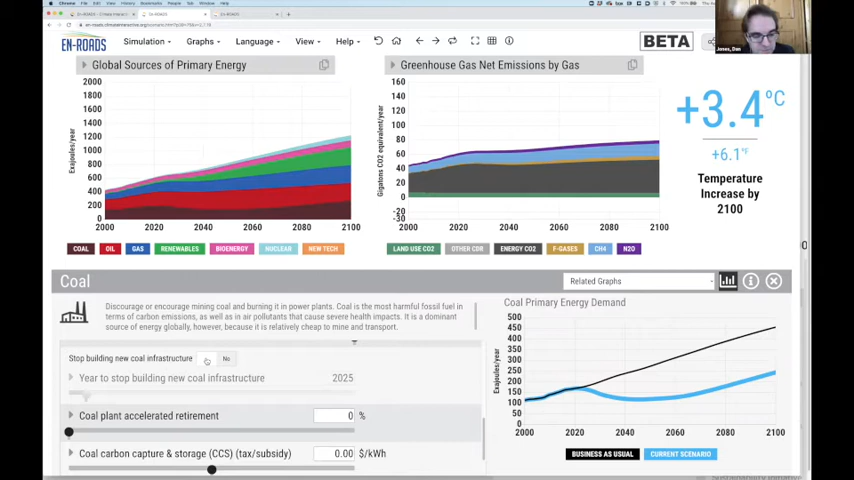 EN-ROADS
Simulation
Graphs
Language
View
Help
BETA
Jones, Dan
Global Sources of Primary Energy
Greenhouse Gas Net Emissions by Gas
Exajoules/year
2000
1800
1600
1400
1200
1000
800
600
400
200
0
2000 2020 2040 2060 2080 2100
COAL OIL GAS RENEWABLES BIOENERGY NUCLEAR NEW TECH
Gigatons CO2 equivalent/year
160
140
120
100
80
60
40
20
0
-20
-30
2000 2020 2040 2060 2080 2100
LAND USE CO2 OTHER CDR ENERGY CO2 F-GASES CH4 N2O
+3.4°C
+6.1°F
Temperature
Increase by
2100
Coal
Related Graphs
Discourage or encourage mining coal and burning it in power plants. Coal is the most harmful fossil fuel in
terms of carbon emissions, as well as in air pollutants that cause severe health impacts. It is a dominant
source of energy globally, however, because it is relatively cheap to mine and transport.
Stop building new coal infrastructure No
Year to stop building new coal infrastructure 2025
Coal plant accelerated retirement 0 %
Coal carbon capture & storage (CCS) (tax/subsidy) 0.00 $/kWh
Coal Primary Energy Demand
Exajoules/year
500
450
400
350
300
250
200
150
100
50
0
2000 2020 2040 2060 2080 2100
BUSINESS AS USUAL CURRENT SCENARIO